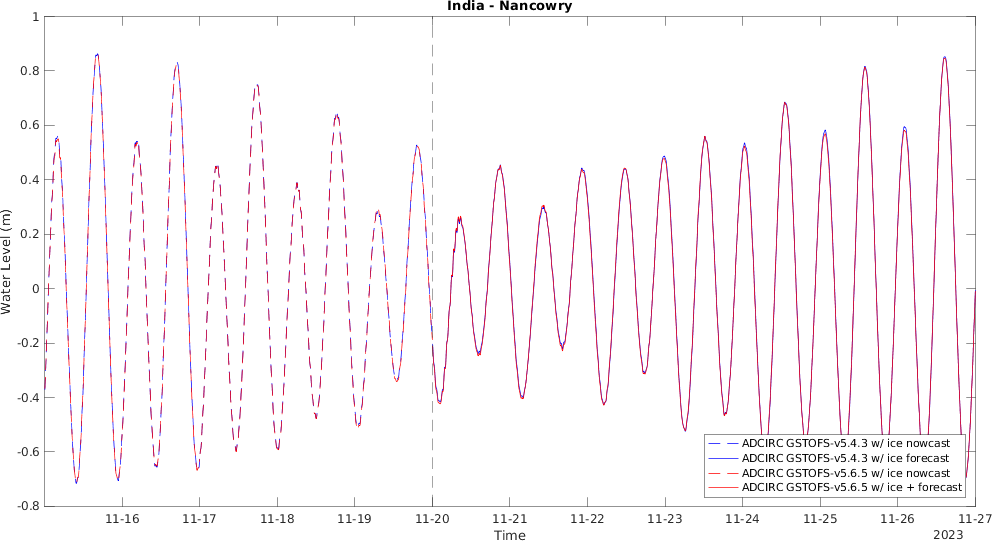 India - Nancowry
1
0.8
0.6
0.4
0.2
0
-0.2
-0.4
-0.6
-0.8
Water Level (m)
ADCIRC GSTOFS-v5.4.3 w/ ice nowcast
ADCIRC GSTOFS-v5.4.3 w/ ice forecast
ADCIRC GSTOFS-v5.6.5 w/ ice nowcast
ADCIRC GSTOFS-v5.6.5 w/ ice + forecast
11-16 11-17 11-18 11-19 11-20 11-21 11-22 11-23 11-24 11-25 11-26 11-27
Time
2023